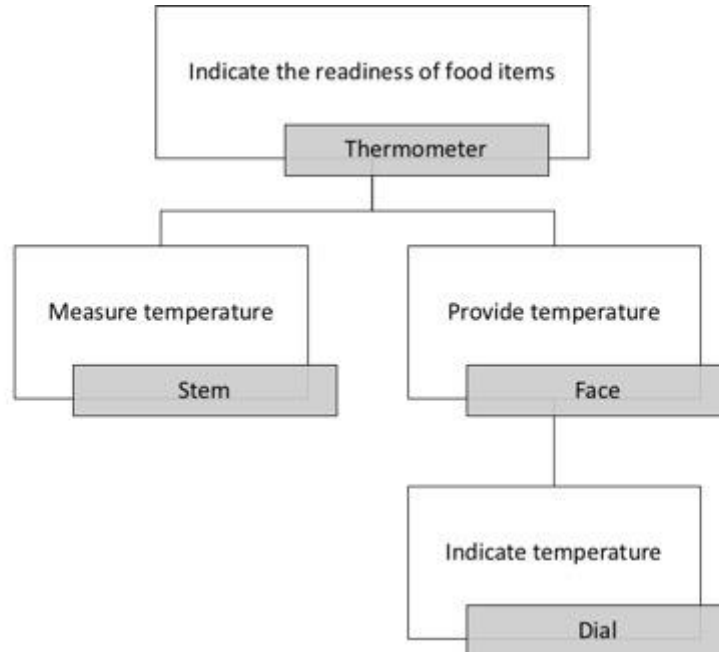 Indicate the readiness of food items
Thermometer
Measure temperature
Stem
Provide temperature
Face
Indicate temperature
Dial